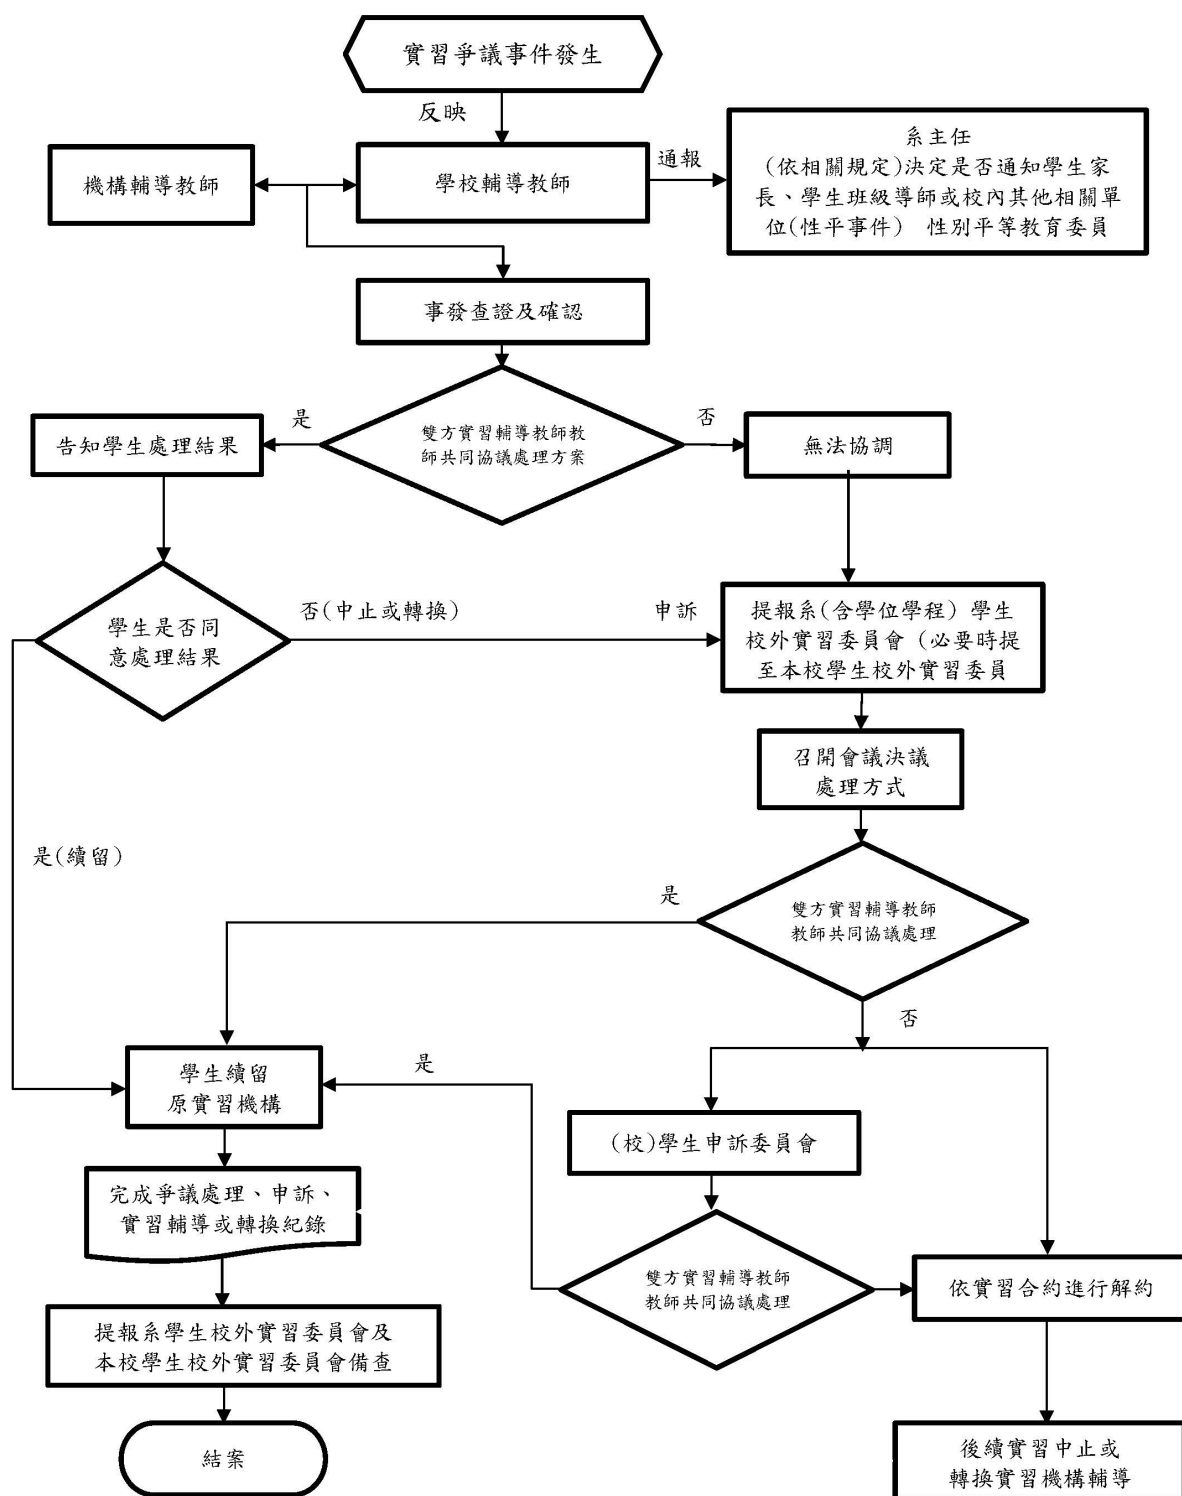 實習爭議事件發生
反映
機構輔導教師
學校輔導教師
通報
系主任
(依相關規定)決定是否通知學生家
長、學生班級導師或校內其他相關單
位(性平事件) 性別平等教育委員
事發查證及確認
是
否
告知學生處理結果
雙方實習輔導教師教
師共同協議處理方案
無法協調
學生是否同
意處理結果
否(中止或轉換)
申訴
提報系(含學位學程) 學生
校外實習委員會 (必要時提
至本校學生校外實習委員
召開會議決議
處理方式
是(續留)
是
雙方實習輔導教師
教師共同協議處理
否
學生續留
原實習機構
是
(校)學生申訴委員會
完成爭議處理、申訴、
實習輔導或轉換紀錄
雙方實習輔導教師
教師共同協議處理
依實習合約進行解約
提報系學生校外實習委員會及
本校學生校外實習委員會備查
結案
後續實習中止或
轉換實習機構輔導